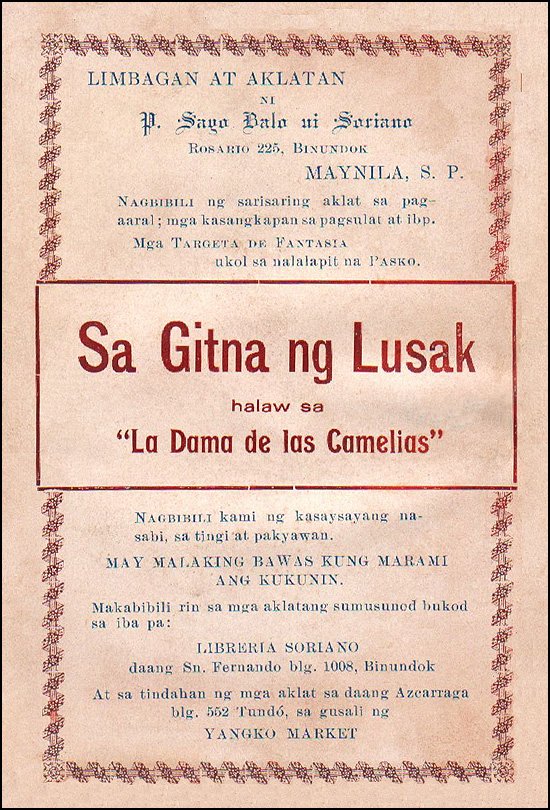 LIMBAGAN AT AKLATAN
NI
P. Sayo Balo ni Soriano
ROSARIO 225, BINUNDOK
MAYNILA, S. P.
NAGBIBILI ng sarisaring aklat sa pag-
aaral; mga kasangkapan sa pagsulat at ibp.
Mga TARGETA DE FANTASIA
ukol sa nalalapit na PASKO.
Sa Gitna ng Lusak
halaw sa
“La Dama de las Camelias”
NAGBIBILI kami ng kasaysayang na-
sabi, sa tingi at pakyawan.
MAY MALAKING BAWAS KUNG MARAMI
ANG KUKUNIN.
Makabibili rin sa mga aklatang sumusunod bukod
sa iba pa:
LIBRERIA SORIANO
daang Sn. Fernando blg. 1008, Binundok
At sa tindahan ng mga aklat sa daang Azcarraga
blg. 552 Tundó, sa gusali ng
YANGKO MARKET